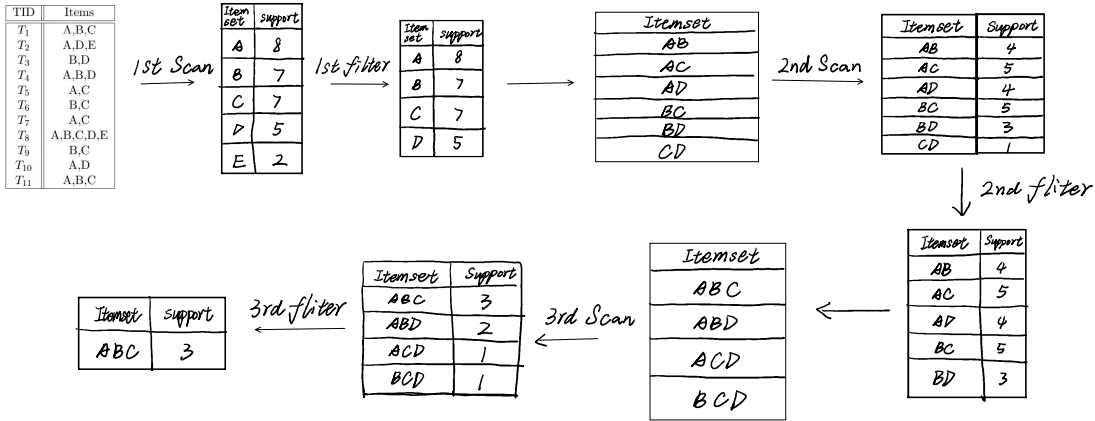 TID Items
T1 A,B,C
T2 A,D,E
T3 B,D
T4 A,B,D
T5 A,C
T6 B,C
T7 A,C
T8 A,B,C,D,E
T9 B,C
T10 A,D
T11 A,B,C
1st Scan
Item set support
A 8
B 7
C 7
D 5
E 2
1st filter
Item set support
A 8
B 7
C 7
D 5
Itemset
AB
AC
AD
BC
BD
CD
2nd Scan
Itemset Support
AB 4
AC 5
AD 4
BC 5
BD 3
CD 1
2nd fliter
Itemset Support
AB 4
AC 5
AD 4
BC 5
BD 3
Itemset
ABC
ABD
ACD
BCD
3rd Scan
Itemset Support
ABC 3
ABD 2
ACD 1
BCD 1
3rd fliter
Itemset support
ABC 3